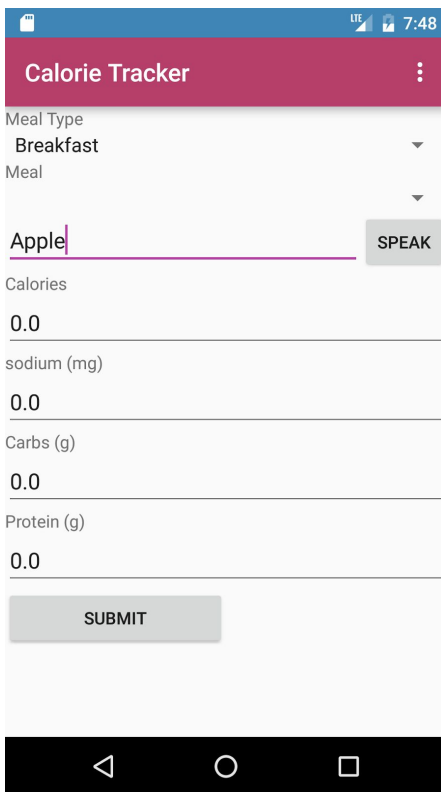 LTE 7:48
Calorie Tracker
Meal Type
Breakfast
Meal
Apple SPEAK
Calories
0.0
sodium (mg)
0.0
Carbs (g)
0.0
Protein (g)
0.0
SUBMIT